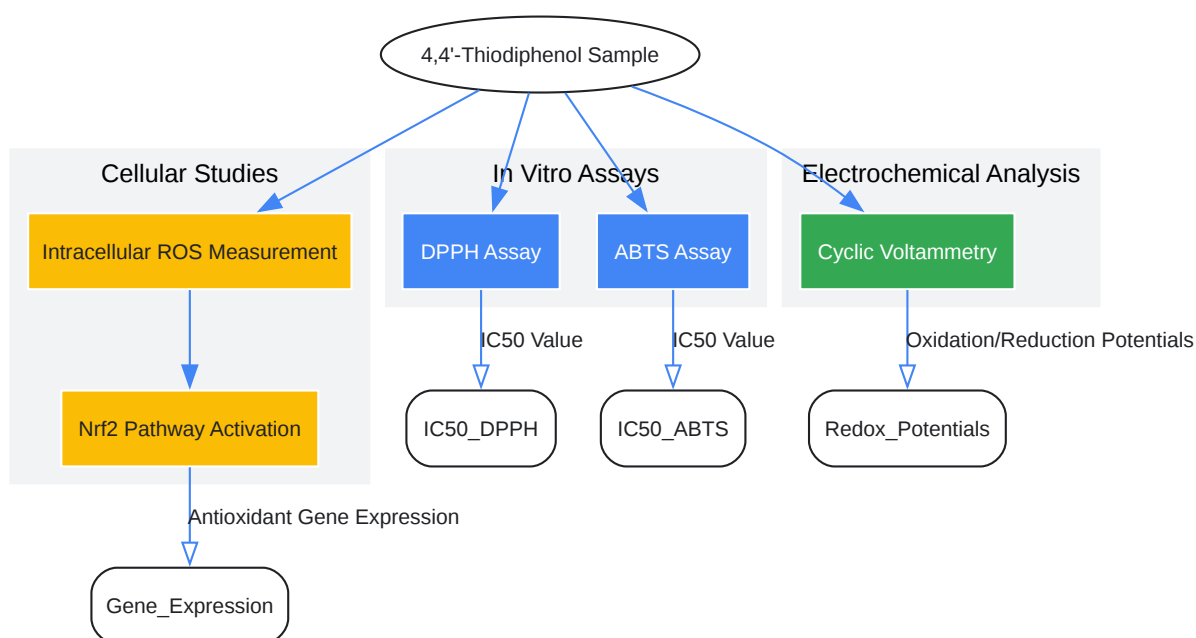 4,4'-Thiodiphenol Sample
Cellular Studies
In Vitro Assays
Electrochemical Analysis
Intracellular ROS Measurement
DPPH Assay
ABTS Assay
Cyclic Voltammetry
IC50 Value
IC50 Value
Oxidation/Reduction Potentials
Nrf2 Pathway Activation
IC50_DPPH
IC50_ABTS
Redox_Potentials
Antioxidant Gene Expression
Gene_Expression